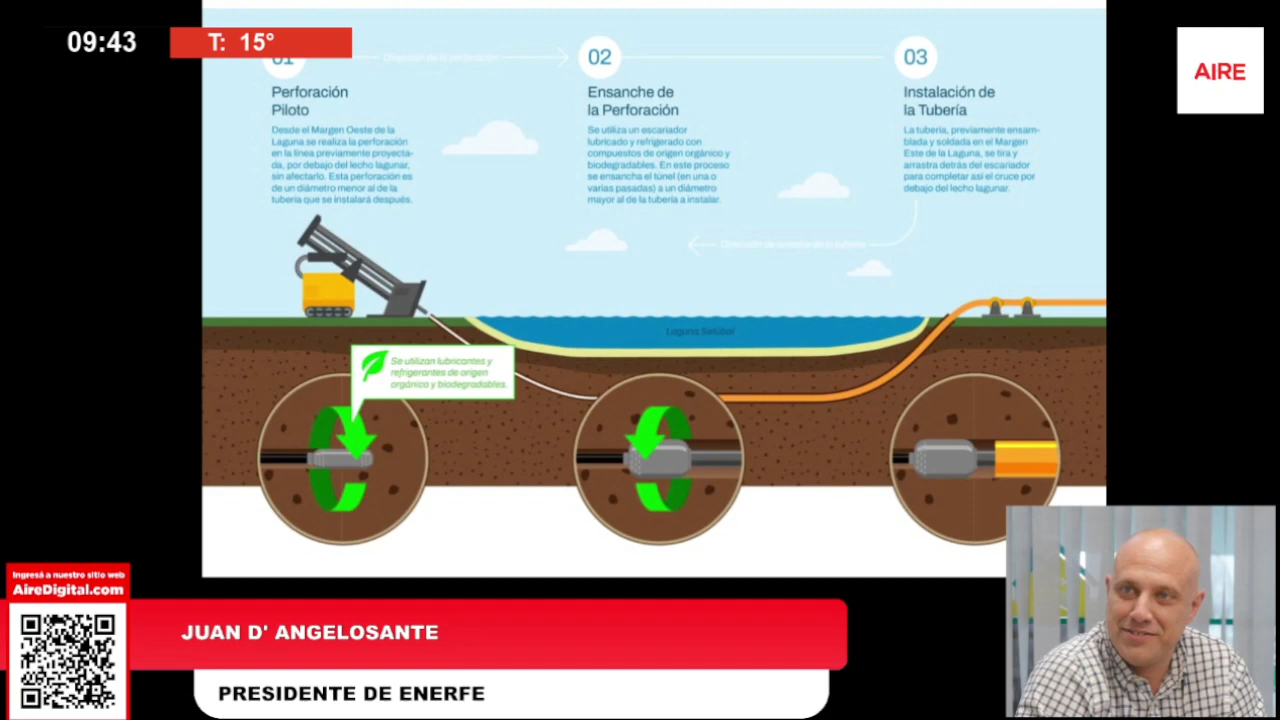 09:43
T: 15°
AIRE
01
Dirección de la perforación
02
03
Perforación
Piloto
Desde el Margen Oeste de la
Laguna se realiza la perforación
en la línea previamente proyecta-
da, por debajo del lecho lagunar,
sin afectarlo. Esta perforación es
de un diámetro menor al de la
tubería que se instalará después.
Ensanche de
la Perforación
Se utiliza un escariador
lubricado y refrigerado con
compuestos de origen orgánico y
biodegradables. En este proceso
se ensancha el túnel (en una o
varias pasadas) a un diámetro
mayor al de la tubería a instalar.
Instalación de
la Tubería
La tubería, previamente ensam-
blada y soldada en el Margen
Este de la Laguna, se tira y
arrastra detrás del escariador
para completar así el cruce por
debajo del lecho lagunar.
Laguna Setúbal
Se utilizan lubricantes y
refrigerantes de origen
orgánico y biodegradables.
Ingresá a nuestro sitio web
AireDigital.com
JUAN D' ANGELOSANTE
PRESIDENTE DE ENERFE